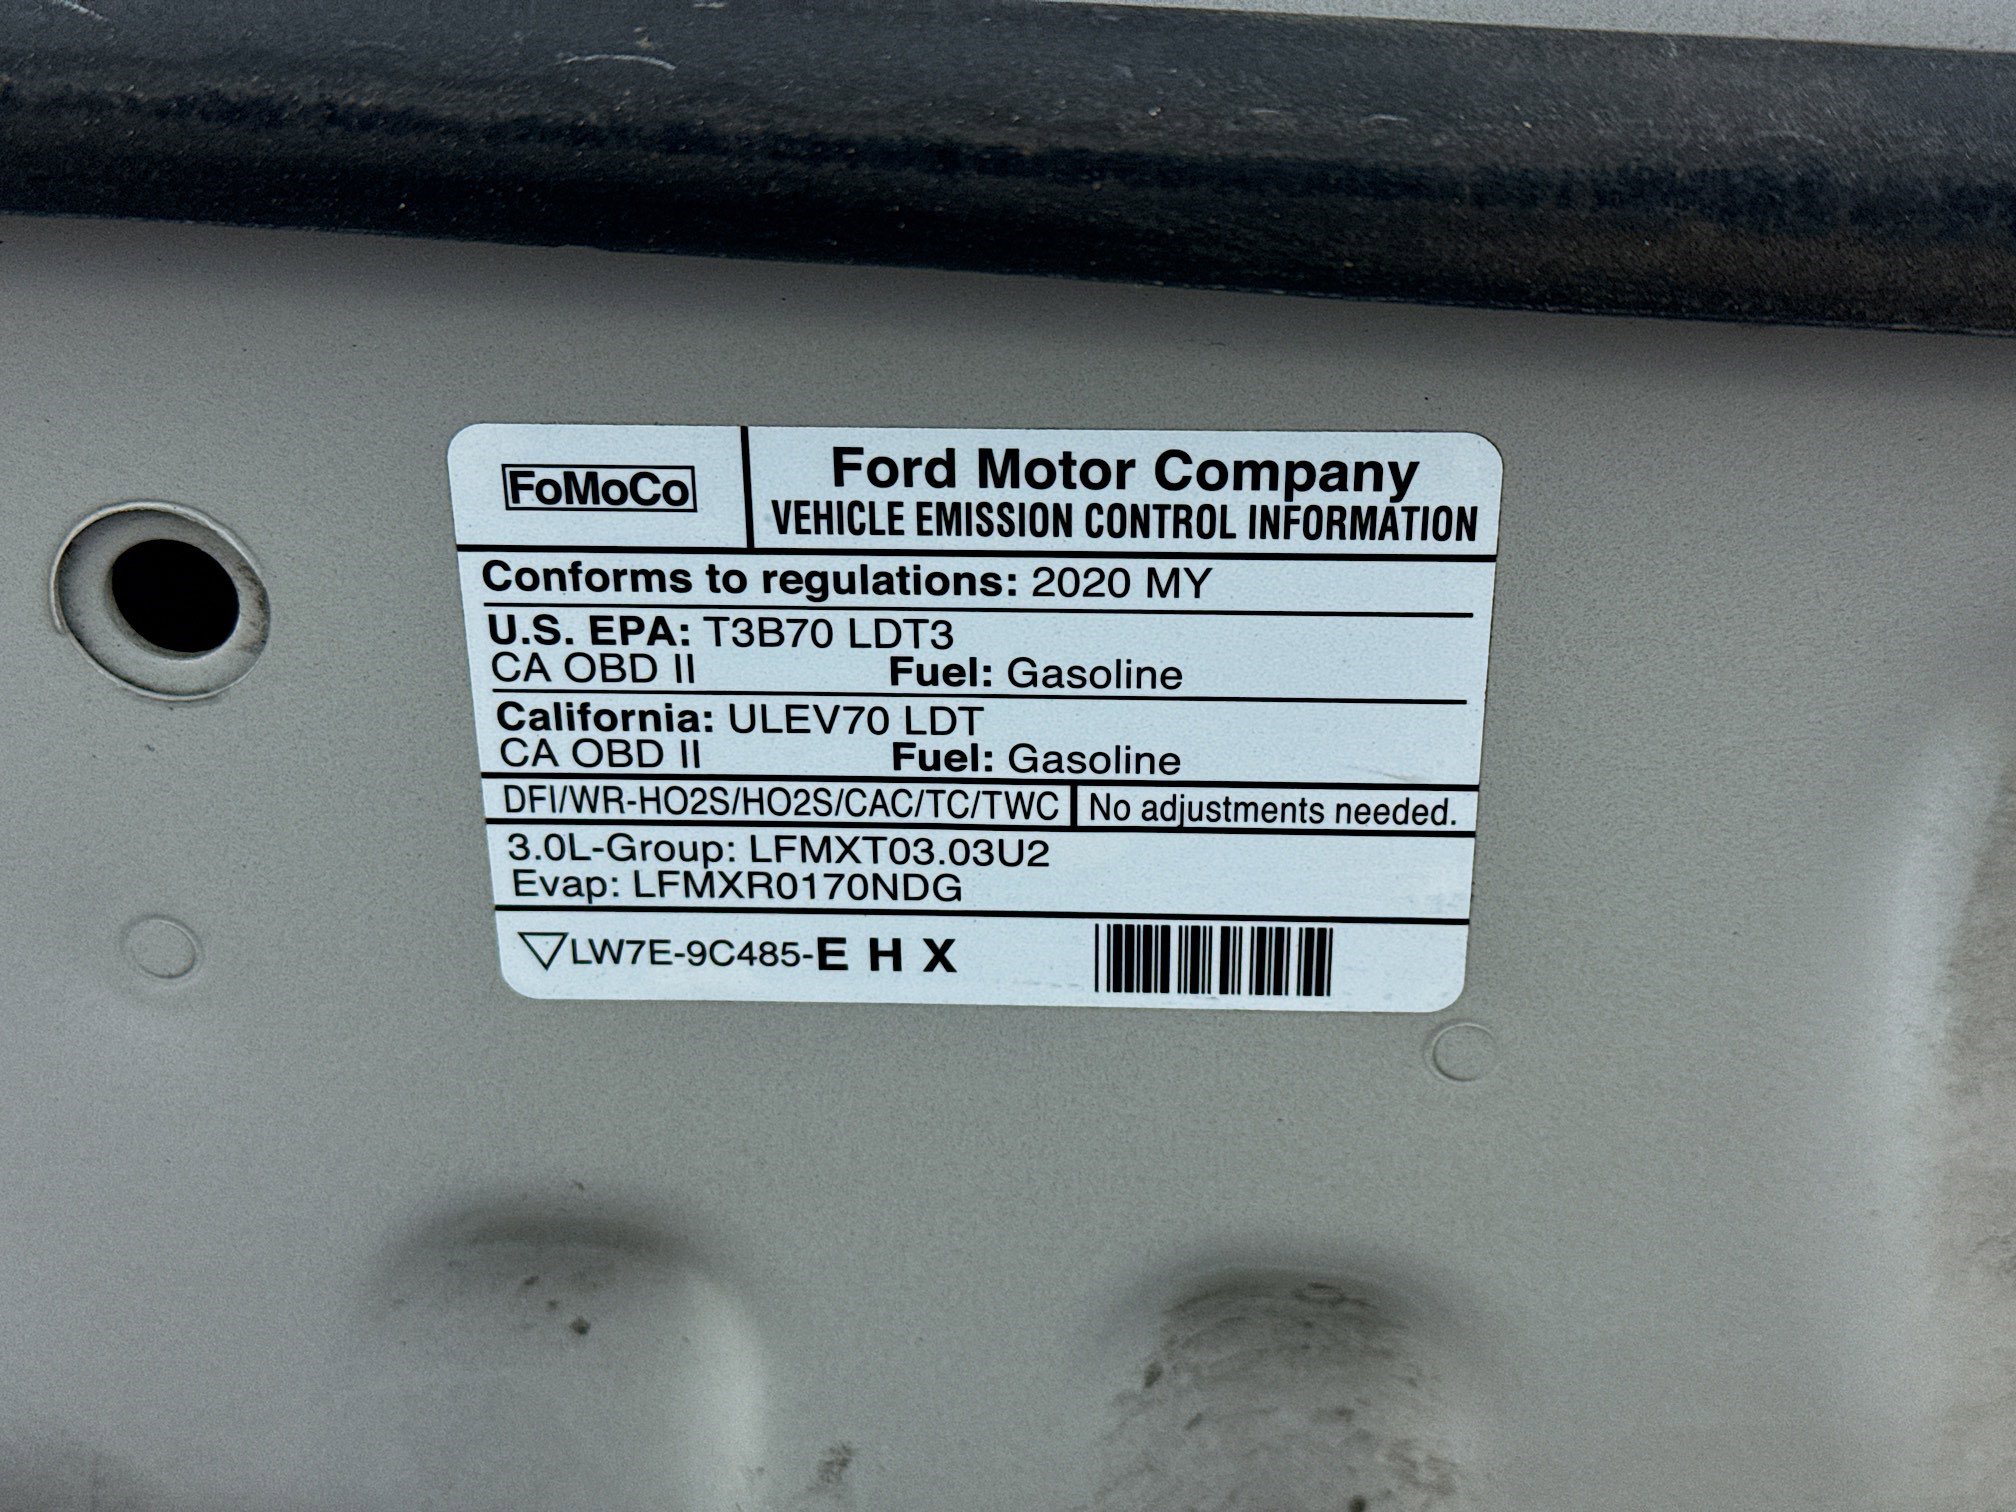 FoMoCo
Ford Motor Company
VEHICLE EMISSION CONTROL INFORMATION
Conforms to regulations: 2020 MY
U.S. EPA: T3B70 LDT3
CA OBD II Fuel: Gasoline
California: ULEV70 LDT
CA OBD II Fuel: Gasoline
DFI/WR-HO2S/HO2S/CAC/TC/TWC No adjustments needed.
3.0L-Group: LFMXT03.03U2
Evap: LFMXR0170NDG
LW7E-9C485-E H X